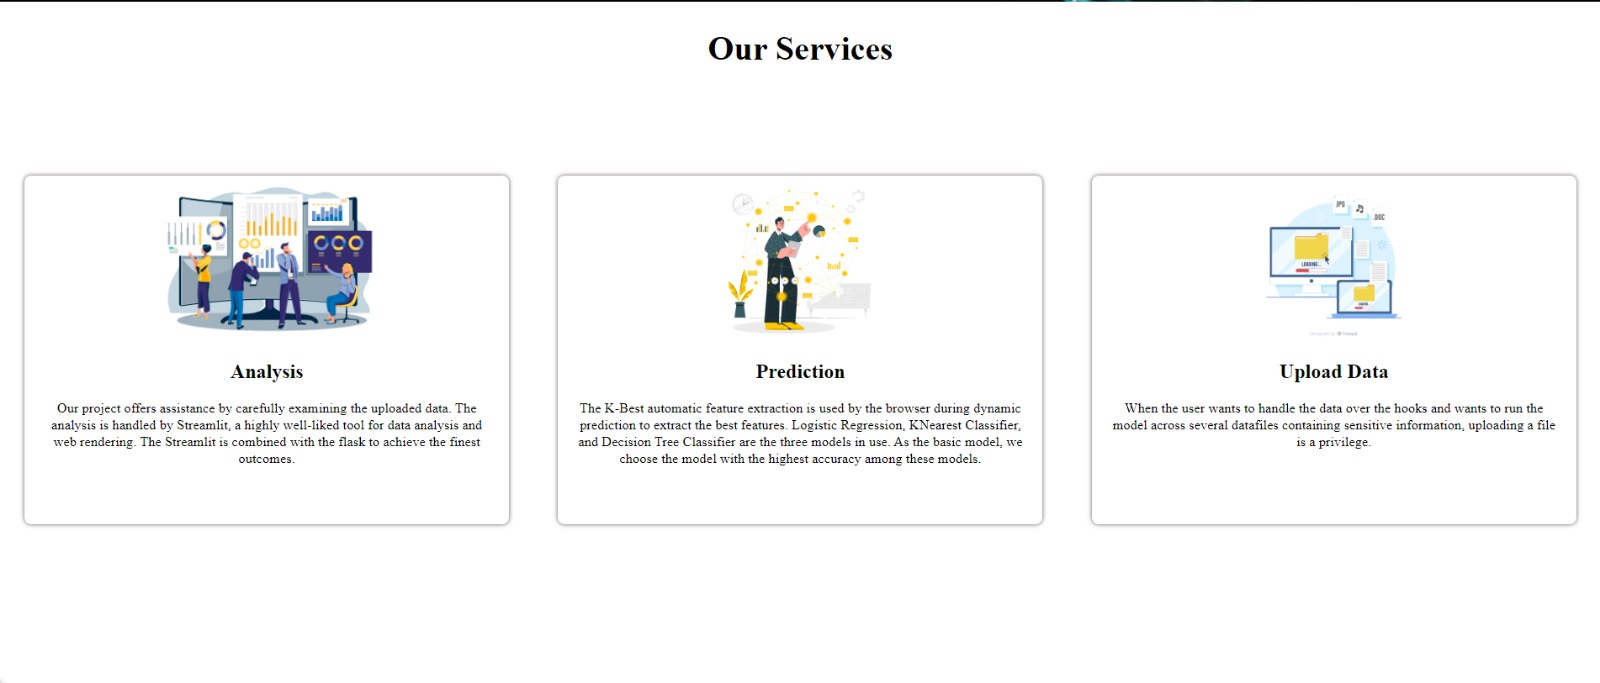 Our Services
JPG
.DOC
LOADING...
Analysis
Our project offers assistance by carefully examining the uploaded data. The
analysis is handled by Streamlit, a highly well-liked tool for data analysis and
web rendering. The Streamlit is combined with the flask to achieve the finest
outcomes.
Prediction
The K-Best automatic feature extraction is used by the browser during dynamic
prediction to extract the best features. Logistic Regression, KNearest Classifier,
and Decision Tree Classifier are the three models in use. As the basic model, we
choose the model with the highest accuracy among these models.
Upload Data
When the user wants to handle the data over the hooks and wants to run the
model across several datafiles containing sensitive information, uploading a file
is a privilege.